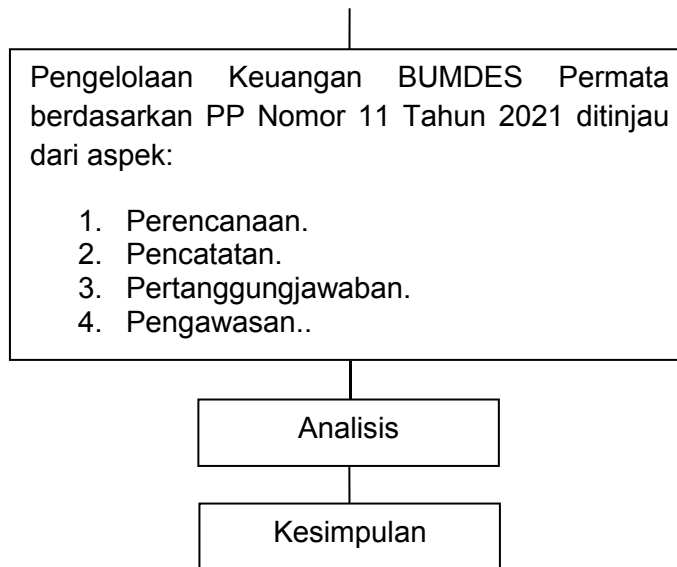 Pengelolaan Keuangan BUMDES Permata
berdasarkan PP Nomor 11 Tahun 2021 ditinjau
dari aspek:
1. Perencanaan.
2. Pencatatan.
3. Pertanggungjawaban.
4. Pengawasan..
Analisis
Kesimpulan